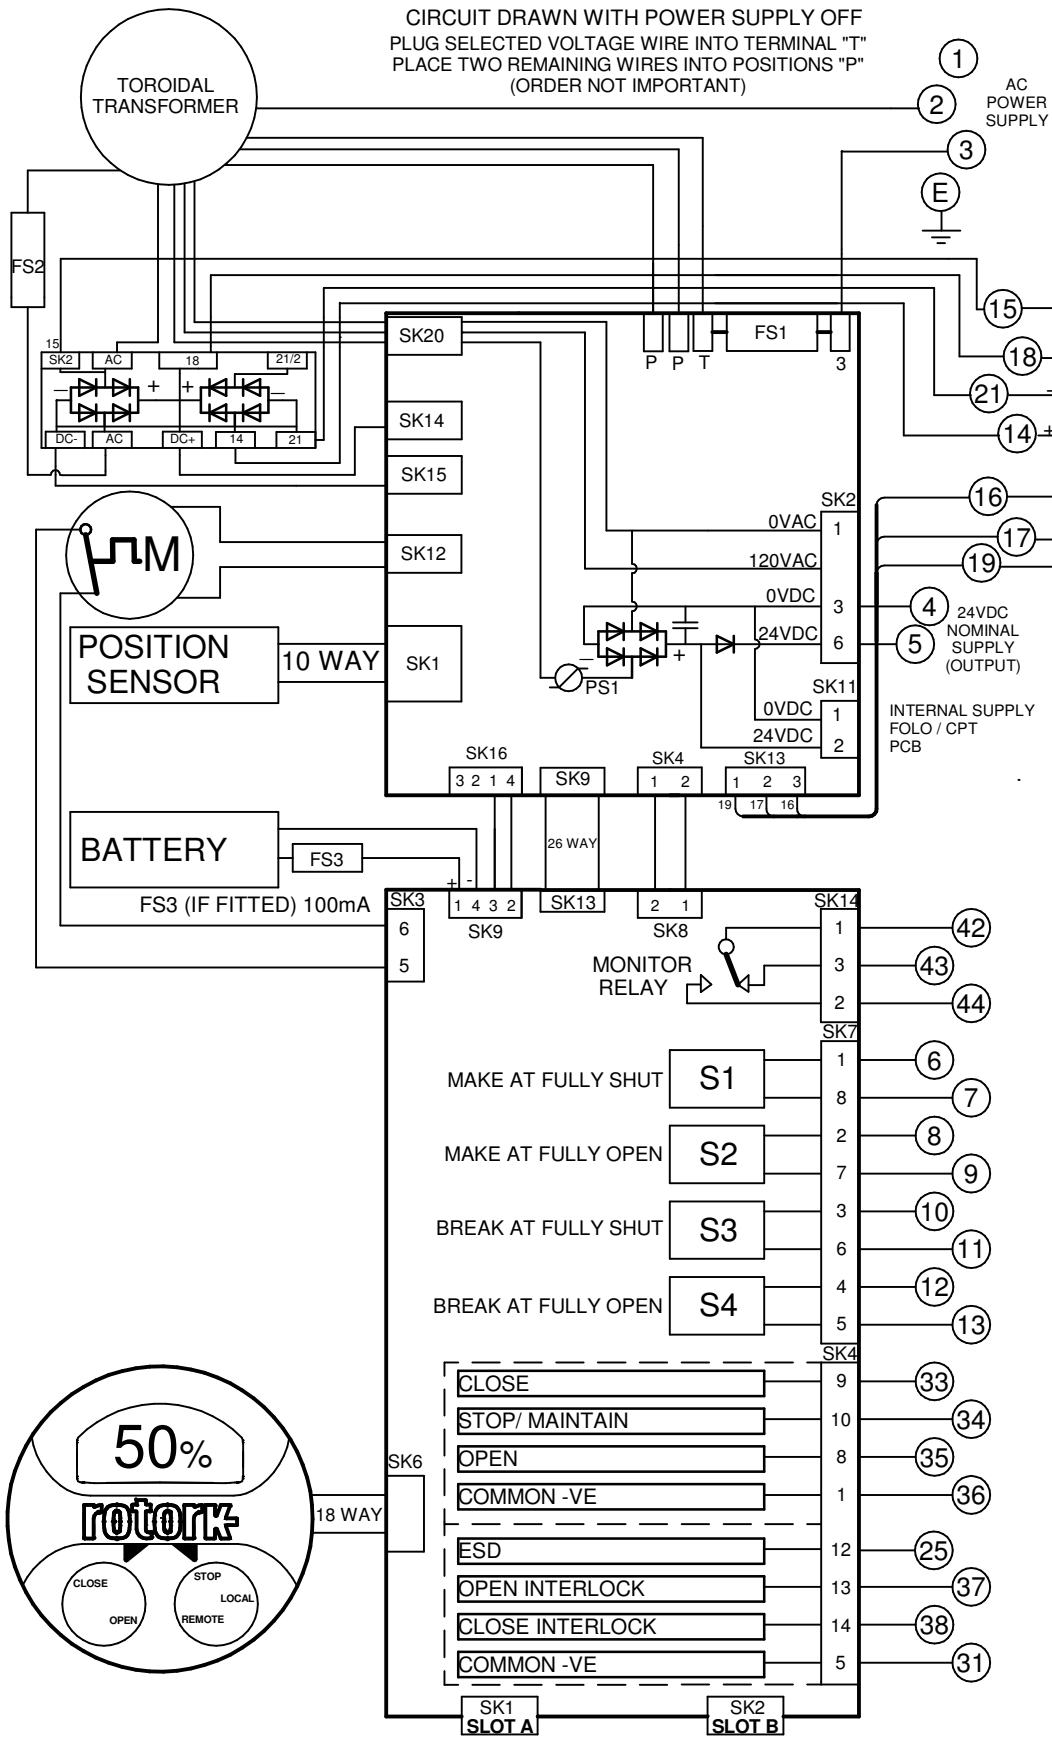 CIRCUIT DRAWN WITH POWER SUPPLY OFF
PLUG SELECTED VOLTAGE WIRE INTO TERMINAL "T"
PLACE TWO REMAINING WIRES INTO POSITIONS "P"
(ORDER NOT IMPORTANT)
TOROIDAL
TRANSFORMER
1
2
AC
POWER
SUPPLY
3
E
FS2
15
18
21
-
14
+
15
SK2
AC
18
21/2
—
+
+
—
DC-
AC
DC+
14
21
SK20
P
P
T
FS1
3
SK14
SK15
SK12
M
SK2
0VAC
1
120VAC
0VDC
3
24VDC
6
16
17
19
4
5
24VDC
NOMINAL
SUPPLY
(OUTPUT)
POSITION
SENSOR
10 WAY
SK1
—
+
PS1
SK11
0VDC
1
24VDC
2
INTERNAL SUPPLY
FOLO / CPT
PCB
.
SK16
3 2 1 4
SK9
SK4
1 2
SK13
1 2 3
19 17 16
BATTERY
FS3
26 WAY
+ -
FS3 (IF FITTED) 100mA
SK3
6
5
1 4 3 2
SK9
SK13
2 1
SK8
SK14
1
3
2
MONITOR
RELAY
42
43
44
SK7
MAKE AT FULLY SHUT
S1
1
8
6
7
MAKE AT FULLY OPEN
S2
2
7
8
9
BREAK AT FULLY SHUT
S3
3
6
10
11
BREAK AT FULLY OPEN
S4
4
5
12
13
SK4
CLOSE
9
33
STOP/ MAINTAIN
10
34
OPEN
8
35
COMMON -VE
1
36
ESD
12
25
OPEN INTERLOCK
13
37
CLOSE INTERLOCK
14
38
COMMON -VE
5
31
50%
rotork
CLOSE
OPEN
STOP
LOCAL
REMOTE
18 WAY
SK6
SK1
SLOT A
SK2
SLOT B